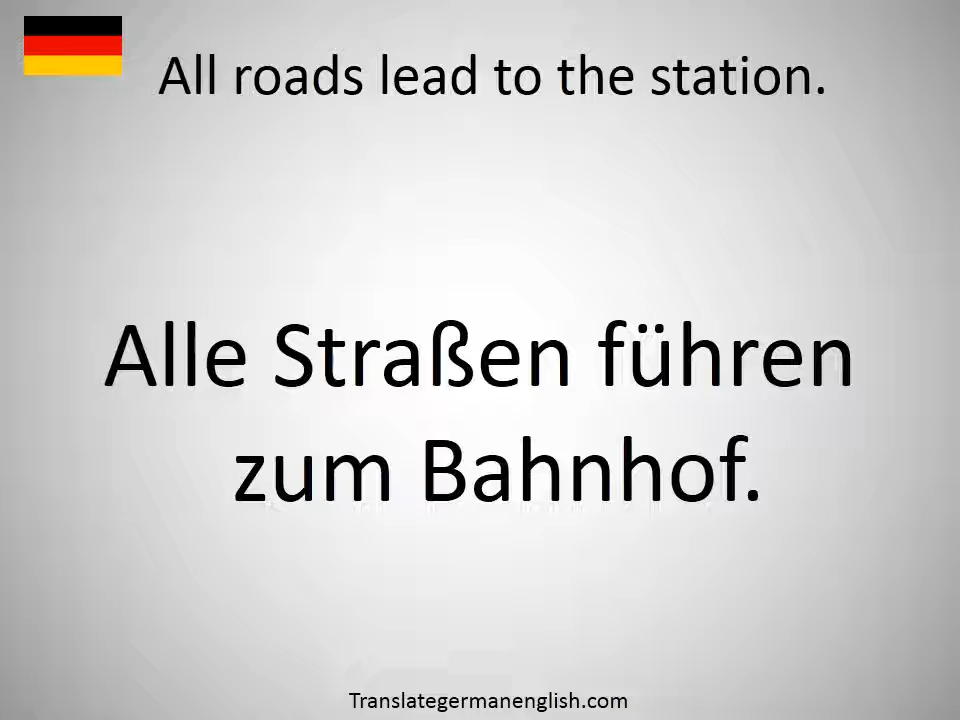 All roads lead to the station.
Alle Straßen führen
zum Bahnhof.
Translategermanenglish.com